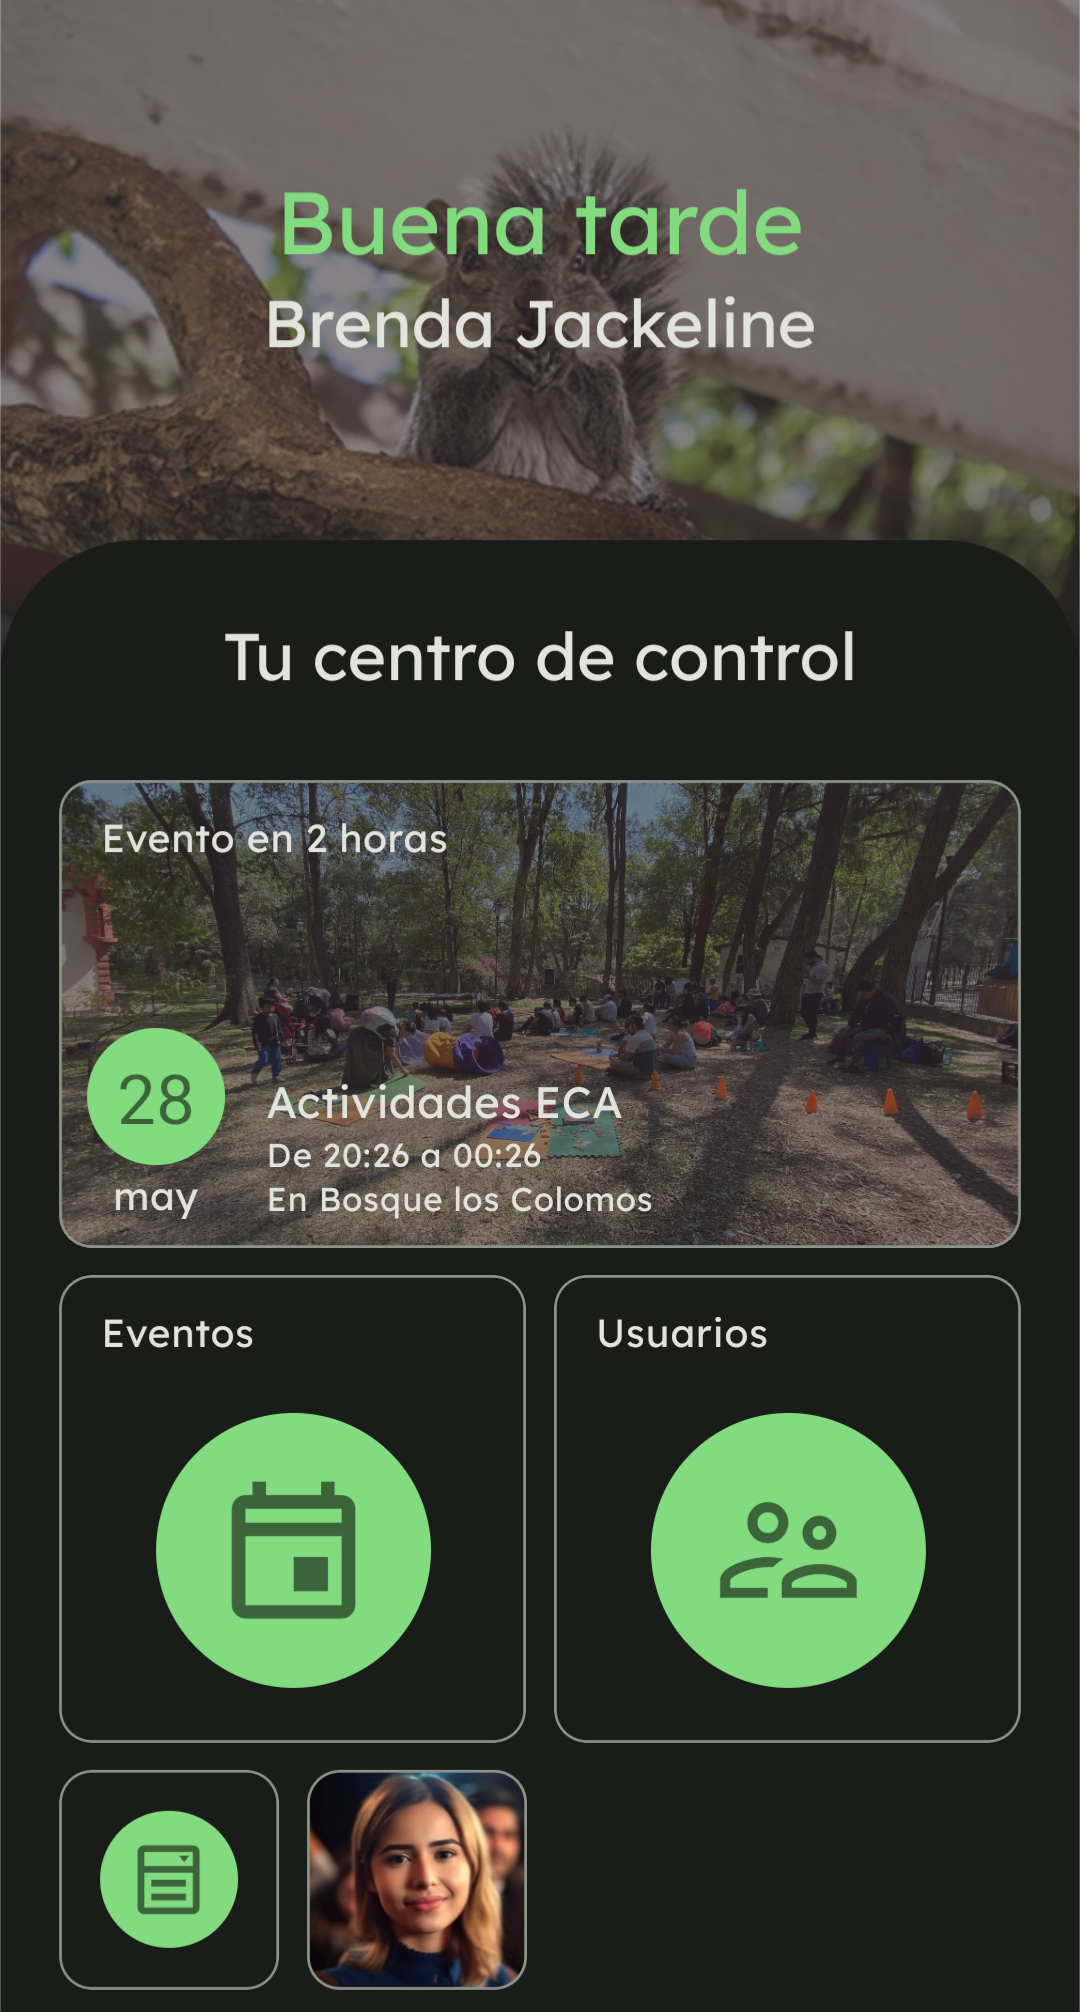 Buena tarde
Brenda Jackeline
Tu centro de control
Evento en 2 horas
28
may
Actividades ECA
De 20:26 a 00:26
En Bosque los Colomos
Eventos
Usuarios